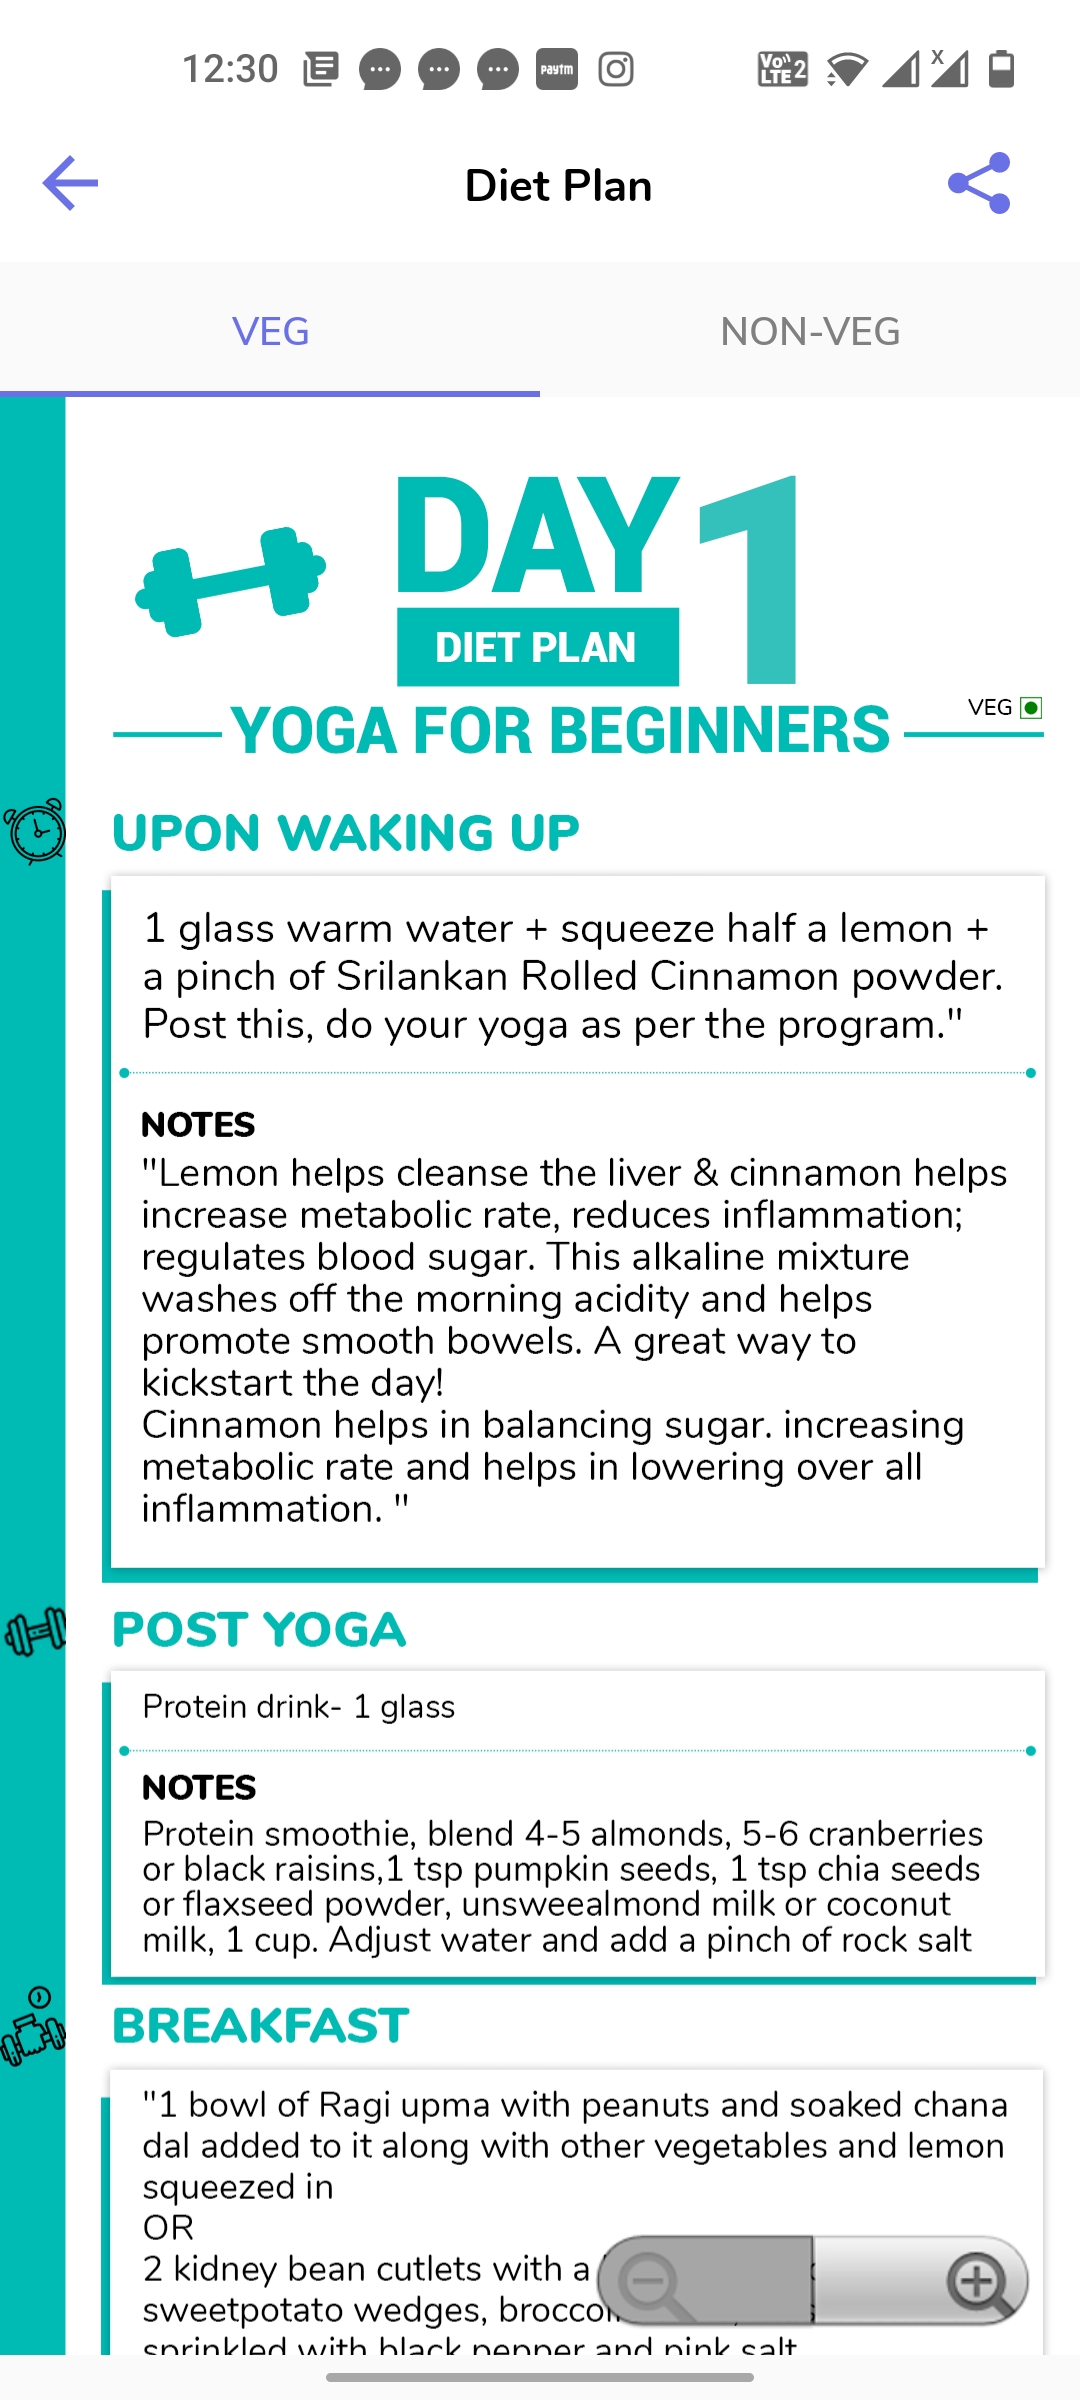 12:30
paytm
Vo)) LTE 2
X
Diet Plan
VEG
NON-VEG
DAY 1
DIET PLAN
VEG
YOGA FOR BEGINNERS
UPON WAKING UP
1 glass warm water + squeeze half a lemon +
a pinch of Srilankan Rolled Cinnamon powder.
Post this, do your yoga as per the program."
NOTES
"Lemon helps cleanse the liver & cinnamon helps
increase metabolic rate, reduces inflammation;
regulates blood sugar. This alkaline mixture
washes off the morning acidity and helps
promote smooth bowels. A great way to
kickstart the day!
Cinnamon helps in balancing sugar. increasing
metabolic rate and helps in lowering over all
inflammation. "
POST YOGA
Protein drink- 1 glass
NOTES
Protein smoothie, blend 4-5 almonds, 5-6 cranberries
or black raisins,1 tsp pumpkin seeds, 1 tsp chia seeds
or flaxseed powder, unsweealmond milk or coconut
milk, 1 cup. Adjust water and add a pinch of rock salt
BREAKFAST
"1 bowl of Ragi upma with peanuts and soaked chana
dal added to it along with other vegetables and lemon
squeezed in
OR
2 kidney bean cutlets with a
sweetpotato wedges,
sprinkled with black pepper and pink salt